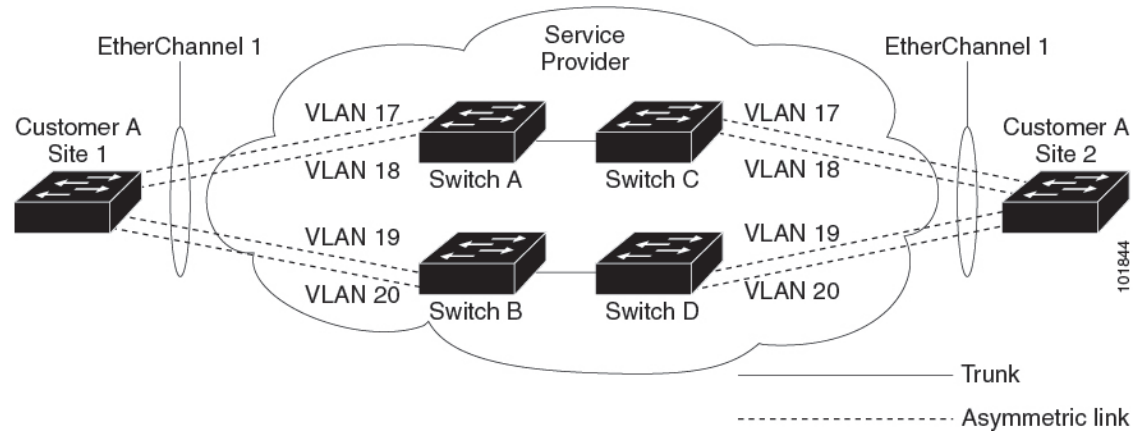 EtherChannel 1
Service
Provider
EtherChannel 1
Customer A
Site 1
VLAN 17
VLAN 18
Switch A
Switch C
VLAN 17
VLAN 18
Customer A
Site 2
VLAN 19
VLAN 20
Switch B
Switch D
VLAN 19
VLAN 20
101844
Trunk
Asymmetric link